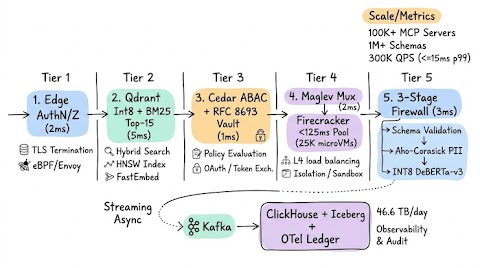 Scale/Metrics
100K+ MCP Servers
1M+ Schemas
300K QPS (<=15ms p99)
Tier 1
Tier 2
Tier 3
Tier 4
Tier 5
1. Edge
AuthN/Z
(2ms)
TLS Termination
eBPF/Envoy
2. Qdrant
Int8 + BM25
Top-15
(5ms)
Hybrid Search
HNSW Index
FastEmbed
3. Cedar ABAC
+ RFC 8693
Vault
(1ms)
Policy Evaluation
OAuth / Token Exch.
4. Maglev Mux
(2ms)
Firecracker
<125ms Pool
(25K microVMs)
L4 load balancing
Isolation / Sandbox
5. 3-Stage
Firewall (3ms)
Schema Validation
Aho-Corasick PII
INT8 DeBERTa-v3
Streaming
Async
Kafka
ClickHouse + Iceberg
+
OTel Ledger
46.6 TB/day
Observability
& Audit